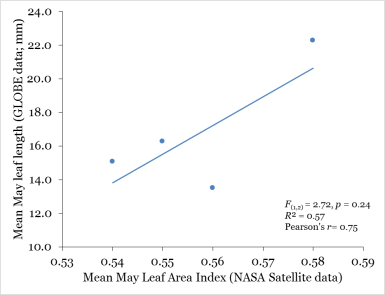 24.0
22.0
20.0
18.0
16.0
14.0
12.0
10.0
Mean May leaf length (GLOBE data; mm)
F(1,2) = 2.72, p = 0.24
R² = 0.57
Pearson's r= 0.75
0.53 0.54 0.55 0.56 0.57 0.58 0.59
Mean May Leaf Area Index (NASA Satellite data)